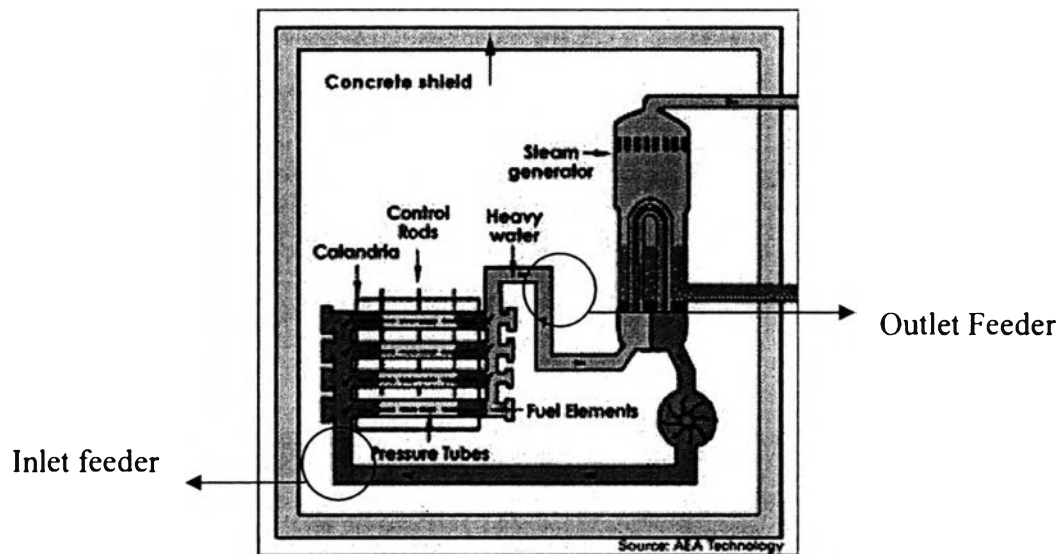 Concrete shield
Steam
generator
Control
Rods
Heavy
water
Calandria
Outlet Feeder
Fuel Elements
Pressure Tubes
Inlet feeder
Source: AEA Technology